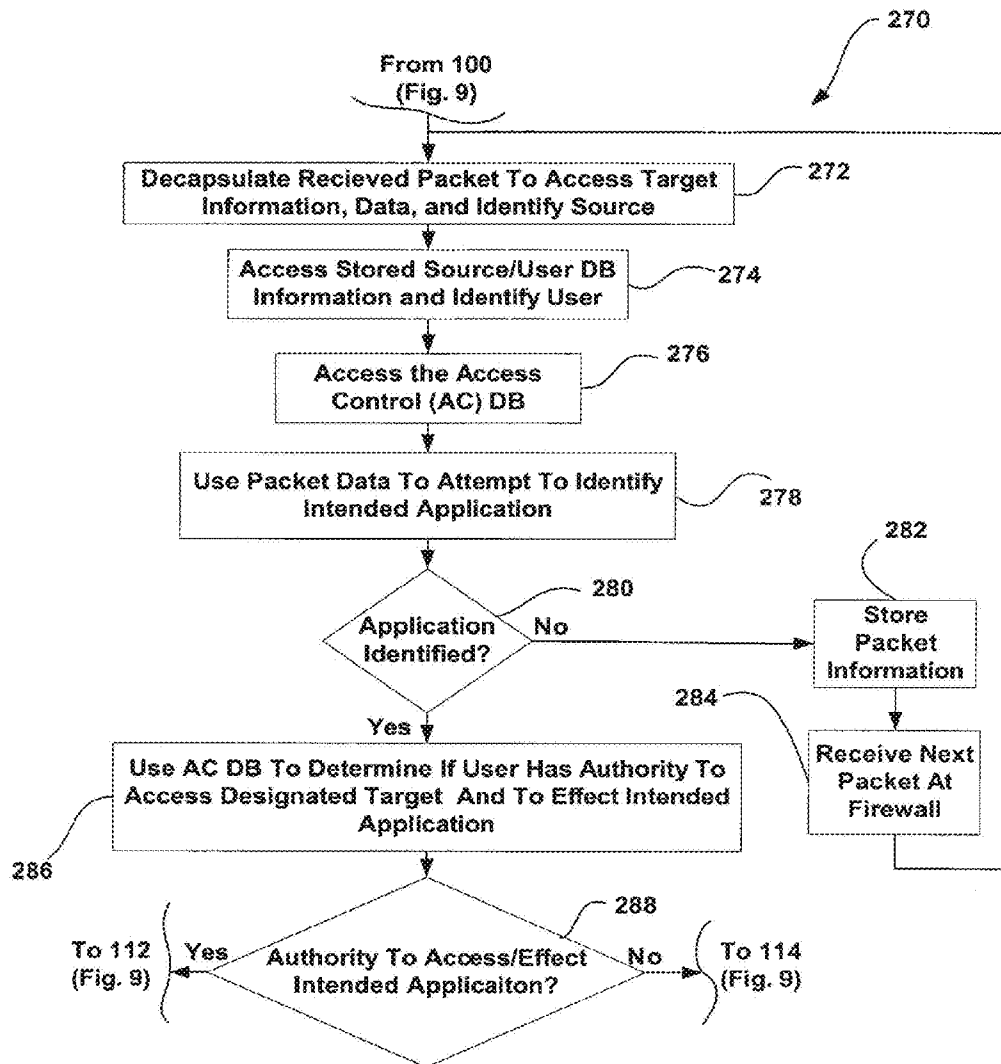 270
From 100
(Fig. 9)
Decapsulate Recieved Packet To Access Target
Information, Data, and Identify Source
272
Access Stored Source/User DB
Information and Identify User
274
Access the Access
Control (AC) DB
276
Use Packet Data To Attempt To Identify
Intended Application
278
Application
Identified?
280
No
Yes
282
Store
Packet
Information
284
Receive Next
Packet At
Firewall
Use AC DB To Determine If User Has Authority To
Access Designated Target And To Effect Intended
Application
286
288
Authority To Access/Effect
Intended Applicaiton?
Yes
To 112
(Fig. 9)
No
To 114
(Fig. 9)